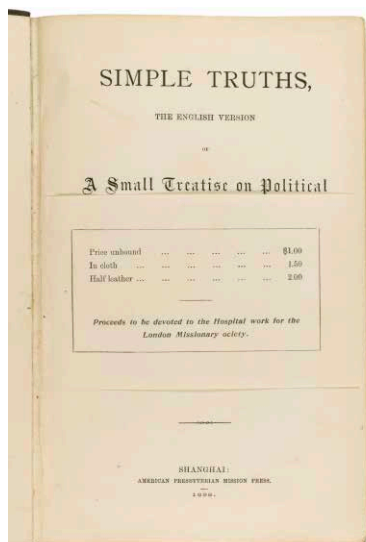 SIMPLE TRUTHS,
THE ENGLISH VERSION
OF
A Small Treatise on Political
Price unbound ... ... ... ... ... $1.00
In cloth ... ... ... ... ... ... 1.50
Half leather ... ... ... ... ... ... 2.00
Proceeds to be devoted to the Hospital work for the
London Missionary ociety.
SHANGHAI:
AMERICAN PRESBYTERIAN MISSION PRESS.